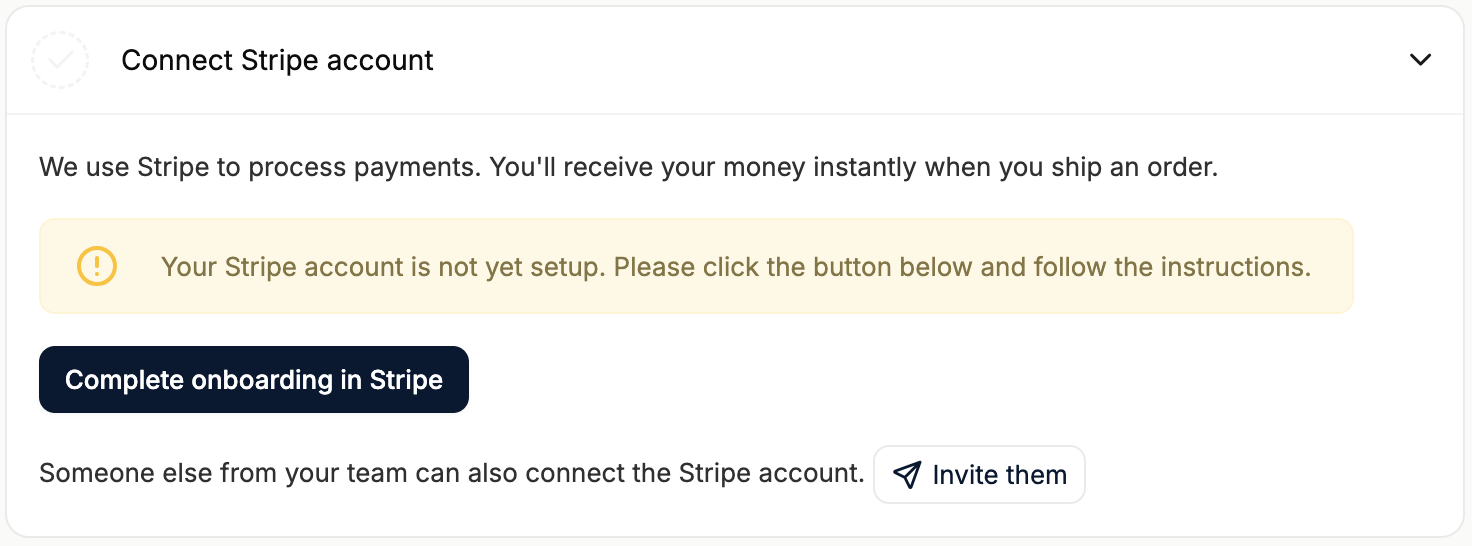 Connect Stripe account
We use Stripe to process payments. You'll receive your money instantly when you ship an order.
Your Stripe account is not yet setup. Please click the button below and follow the instructions.
Complete onboarding in Stripe
Someone else from your team can also connect the Stripe account. Invite them